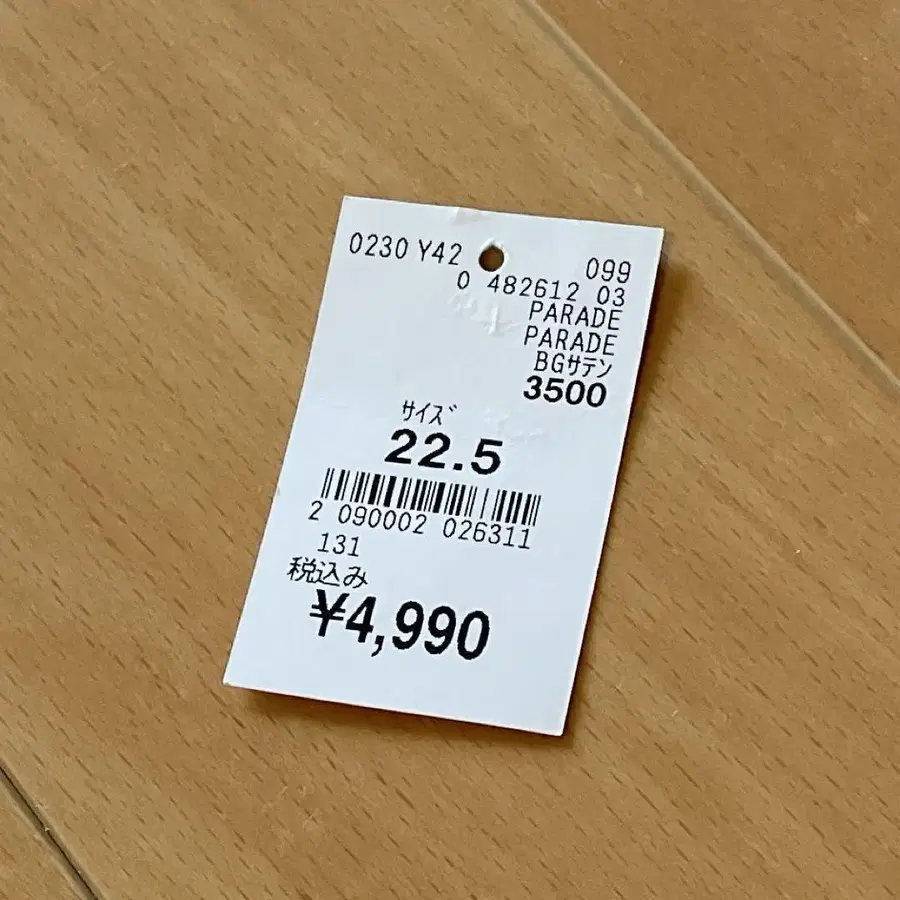 0230 Y42 099
0 482612 03
PARADE
PARADE
BGｻﾃﾝ
3500
ｻｲｽﾞ
22.5
2 090002 026311
131
税込み
¥4,990